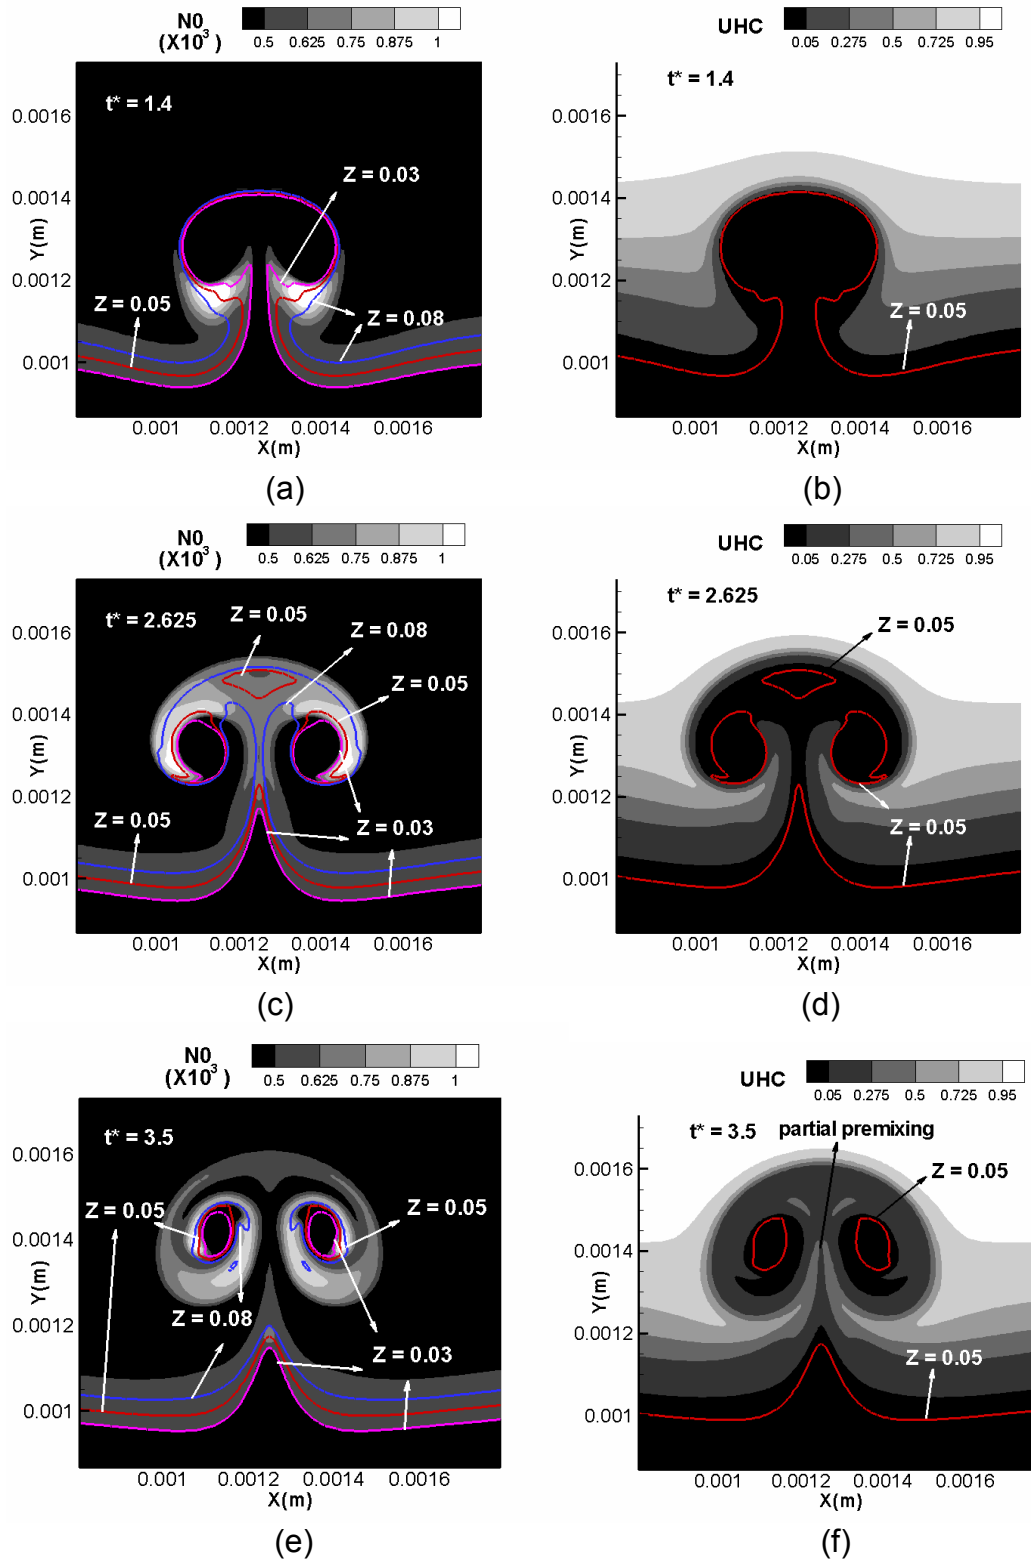 NO
(X10³)
0.5 0.625 0.75 0.875 1
t* = 1.4
Z = 0.03
Z = 0.05
Z = 0.08
0.0016
0.0014
0.0012
0.001
Y(m)
0.001 0.0012 0.0014 0.0016
X(m)
(a)
UHC
0.05 0.275 0.5 0.725 0.95
t* = 1.4
Z = 0.05
0.0016
0.0014
0.0012
0.001
Y(m)
0.001 0.0012 0.0014 0.0016
X(m)
(b)
NO
(X10³)
0.5 0.625 0.75 0.875 1
t* = 2.625
Z = 0.05
Z = 0.08
Z = 0.05
Z = 0.05
Z = 0.03
0.0016
0.0014
0.0012
0.001
Y(m)
0.001 0.0012 0.0014 0.0016
X(m)
(c)
UHC
0.05 0.275 0.5 0.725 0.95
t* = 2.625
Z = 0.05
Z = 0.05
0.0016
0.0014
0.0012
0.001
Y(m)
0.001 0.0012 0.0014 0.0016
X(m)
(d)
NO
(X10³)
0.5 0.625 0.75 0.875 1
t* = 3.5
Z = 0.05
Z = 0.05
Z = 0.08
Z = 0.03
0.0016
0.0014
0.0012
0.001
Y(m)
0.001 0.0012 0.0014 0.0016
X(m)
(e)
UHC
0.05 0.275 0.5 0.725 0.95
t* = 3.5 partial premixing
Z = 0.05
Z = 0.05
0.0016
0.0014
0.0012
0.001
Y(m)
0.001 0.0012 0.0014 0.0016
X(m)
(f)